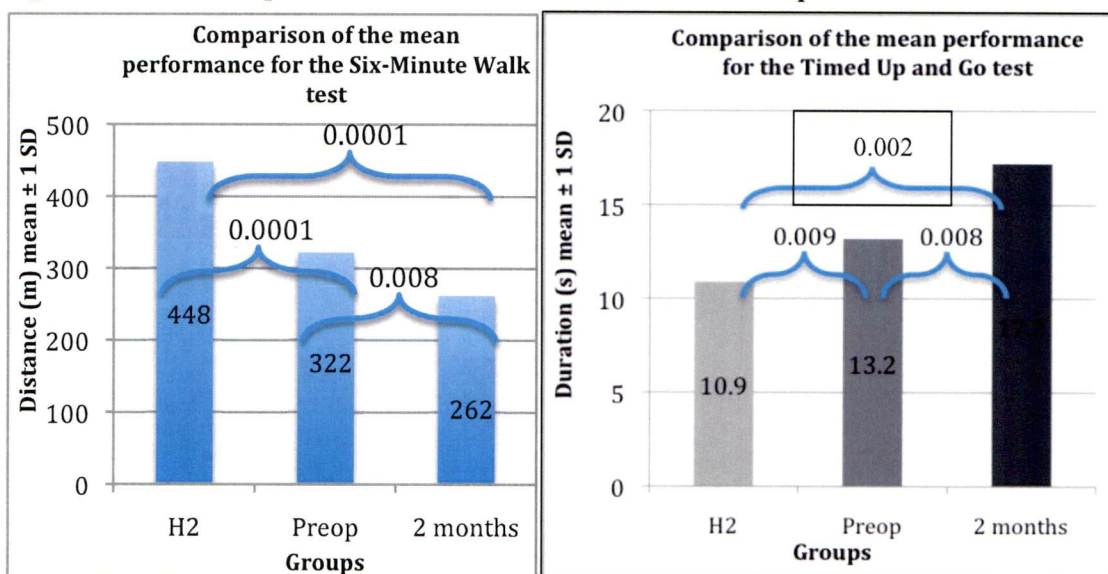 Comparison of the mean
performance for the Six-Minute Walk
test
Distance (m) mean ± 1 SD
500
400
300
200
100
0
0.0001
0.0001
0.008
448
322
262
H2
Preop
2 months
Groups
Comparison of the mean performance
for the Timed Up and Go test
Duration (s) mean ± 1 SD
20
15
10
5
0
0.002
0.009
0.008
10.9
13.2
H2
Preop
2 months
Groups